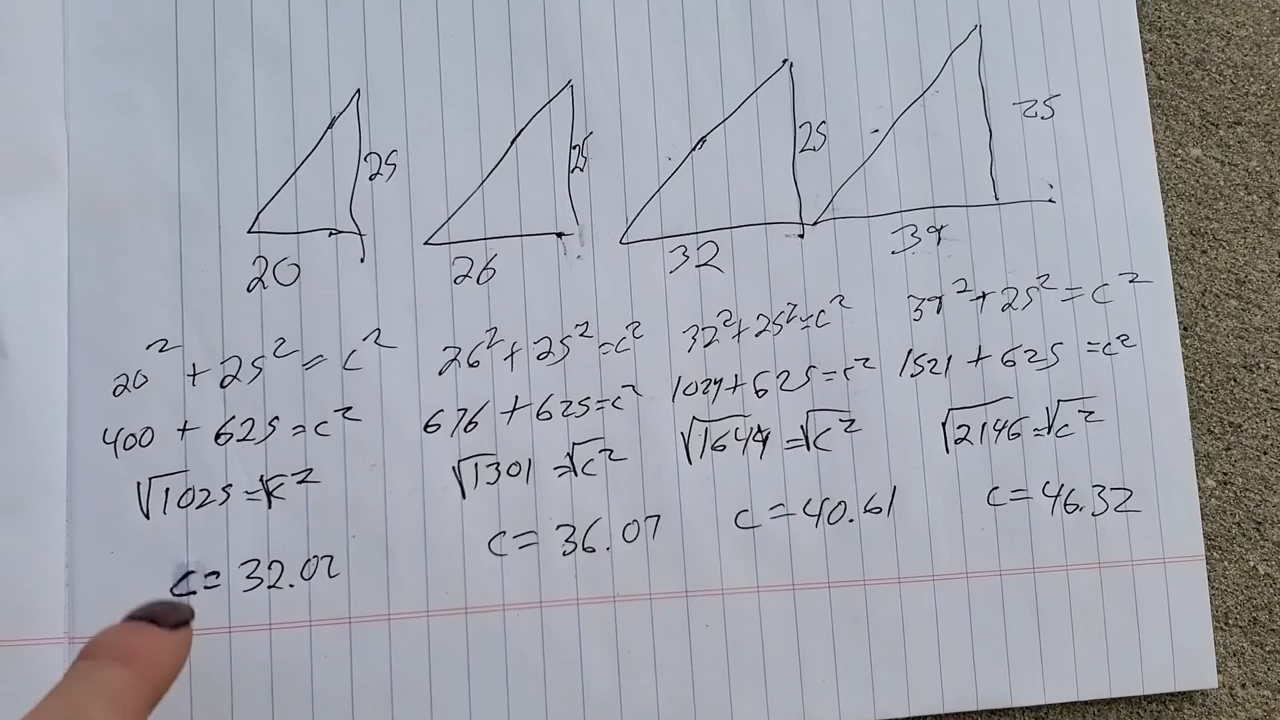 25
25
25
25
20
26
32
39
20² + 25² = c²
400 + 625 = c²
√1025 = √c²
c = 32.02
26² + 25² = c²
676 + 625 = c²
√1301 = √c²
c = 36.07
32² + 25² = c²
1024 + 625 = c²
√1644 = √c²
c = 40.61
39² + 25² = c²
1521 + 625 = c²
√2146 = √c²
c = 46.32